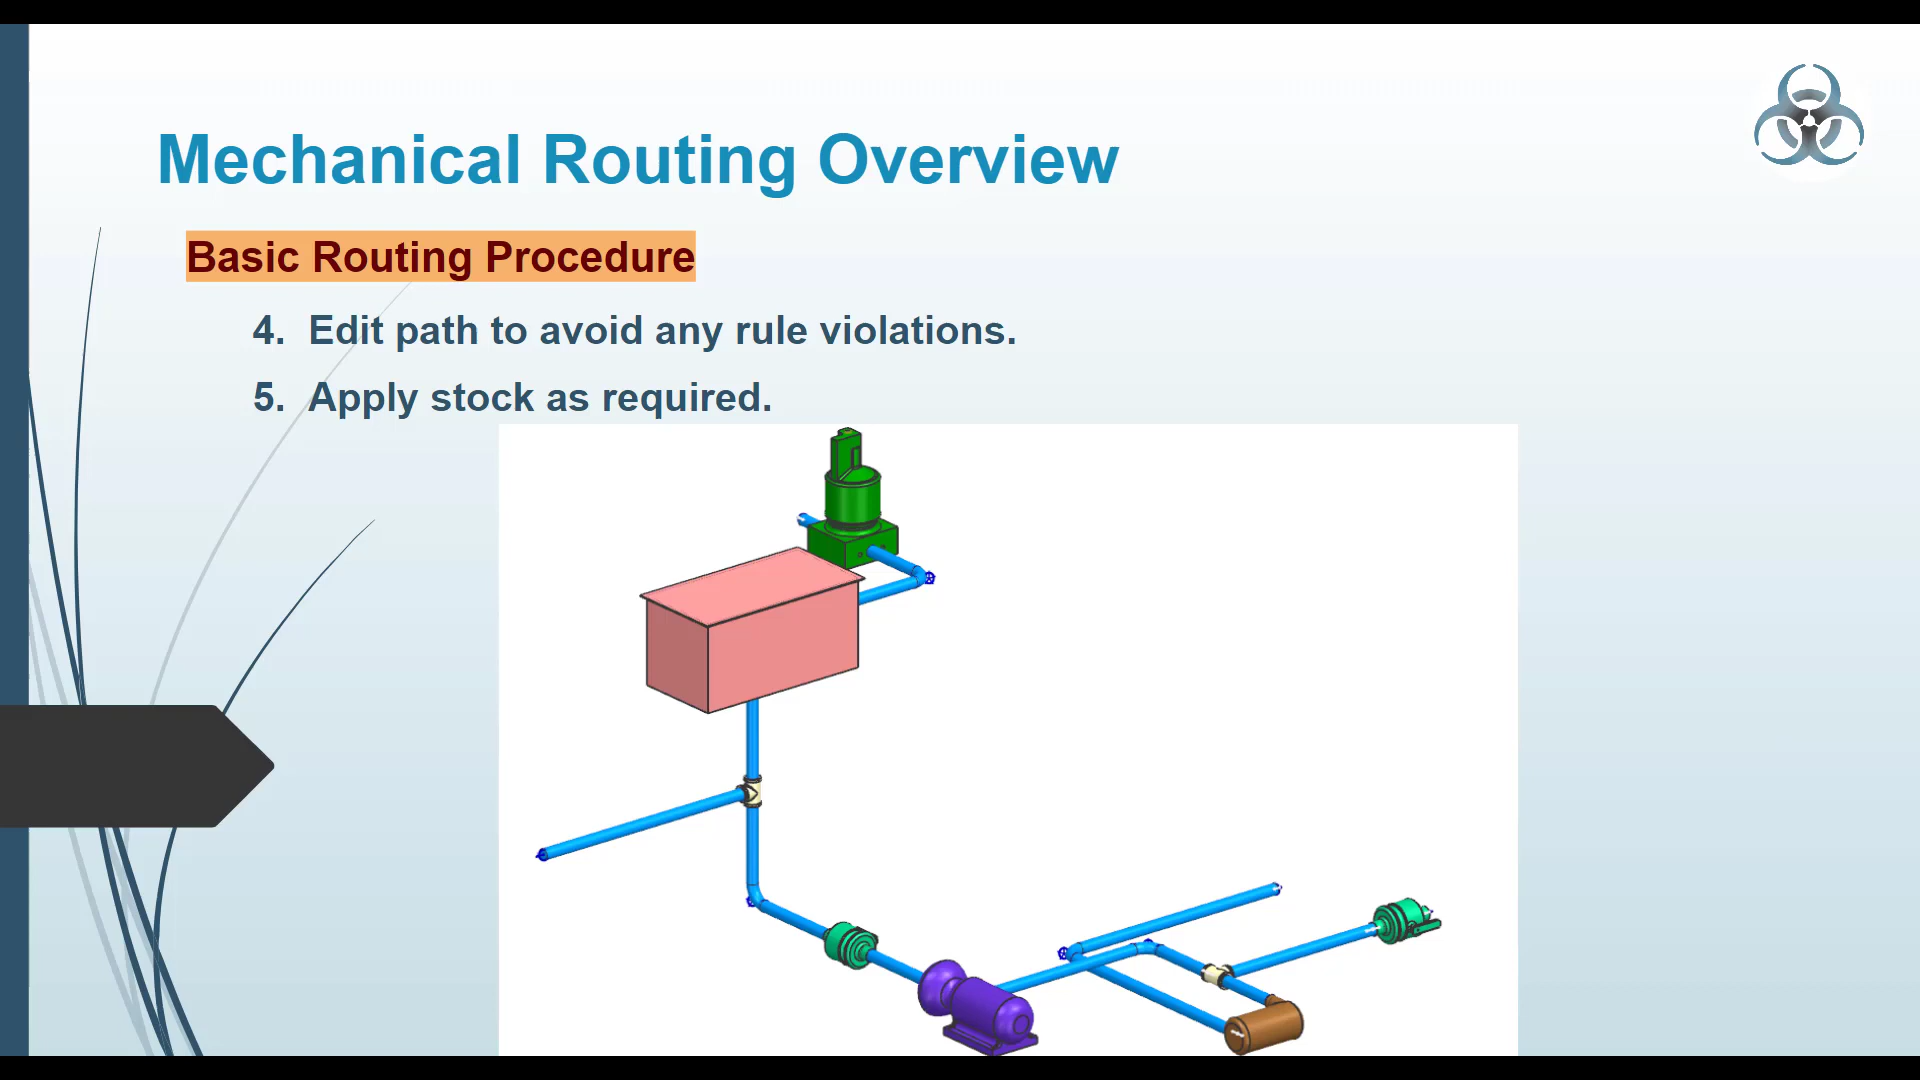 Mechanical Routing Overview
Basic Routing Procedure
4. Edit path to avoid any rule violations.
5. Apply stock as required.